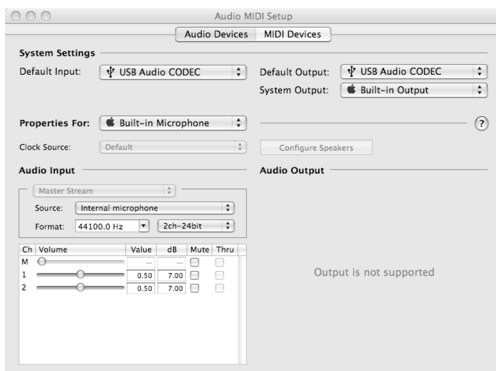 Audio MIDI Setup
Audio Devices MIDI Devices
System Settings
Default Input: USB Audio CODEC
Default Output: USB Audio CODEC
System Output: Built-in Output
Properties For: Built-in Microphone
?
Clock Source: Default
Configure Speakers
Audio Input
Audio Output
Master Stream
Source: Internal microphone
Format: 44100.0 Hz 2ch-24bit
Ch Volume Value dB Mute Thru
M --- ---
1 0.50 7.00
2 0.50 7.00
Output is not supported